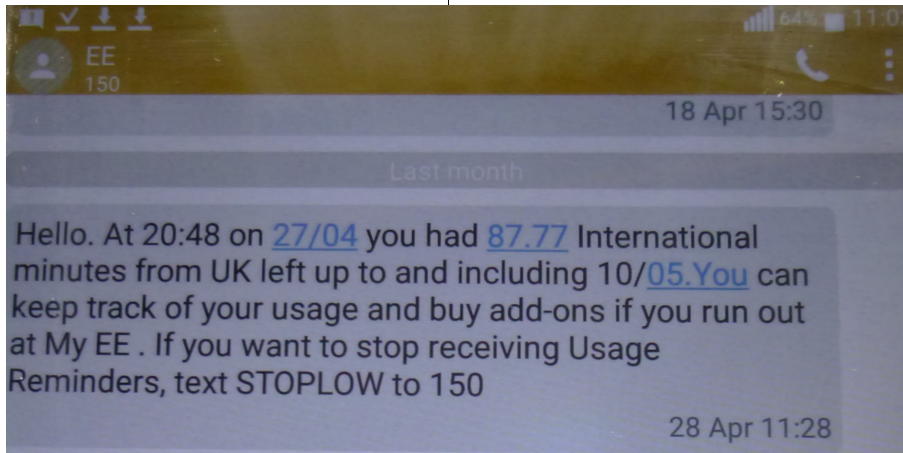 64% 11:0
EE
150
18 Apr 15:30
Last month
Hello. At 20:48 on 27/04 you had 87.77 International
minutes from UK left up to and including 10/05.You can
keep track of your usage and buy add-ons if you run out
at My EE . If you want to stop receiving Usage
Reminders, text STOPLOW to 150
28 Apr 11:28